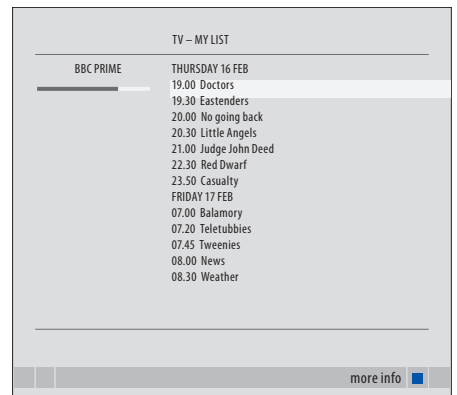 TV – MY LIST
BBC PRIME
THURSDAY 16 FEB
19.00 Doctors
19.30 Eastenders
20.00 No going back
20.30 Little Angels
21.00 Judge John Deed
22.30 Red Dwarf
23.50 Casualty
FRIDAY 17 FEB
07.00 Balamory
07.20 Teletubbies
07.45 Tweenies
08.00 News
08.30 Weather
more info